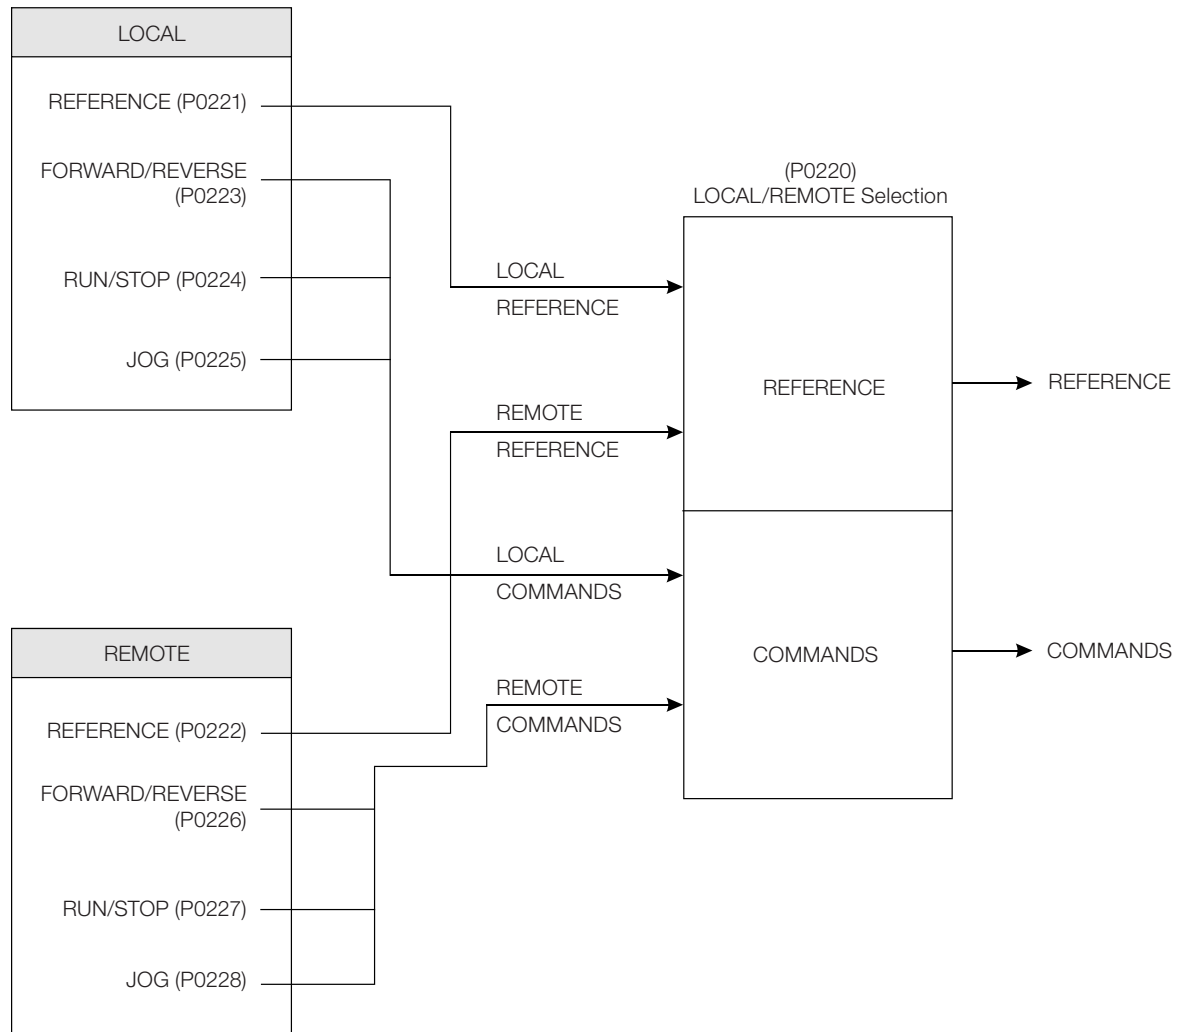 LOCAL
REFERENCE (P0221)
FORWARD/REVERSE
(P0223)
RUN/STOP (P0224)
JOG (P0225)
REMOTE
REFERENCE (P0222)
FORWARD/REVERSE
(P0226)
RUN/STOP (P0227)
JOG (P0228)
LOCAL
REFERENCE
REMOTE
REFERENCE
LOCAL
COMMANDS
REMOTE
COMMANDS
(P0220)
LOCAL/REMOTE Selection
REFERENCE
COMMANDS
REFERENCE
COMMANDS